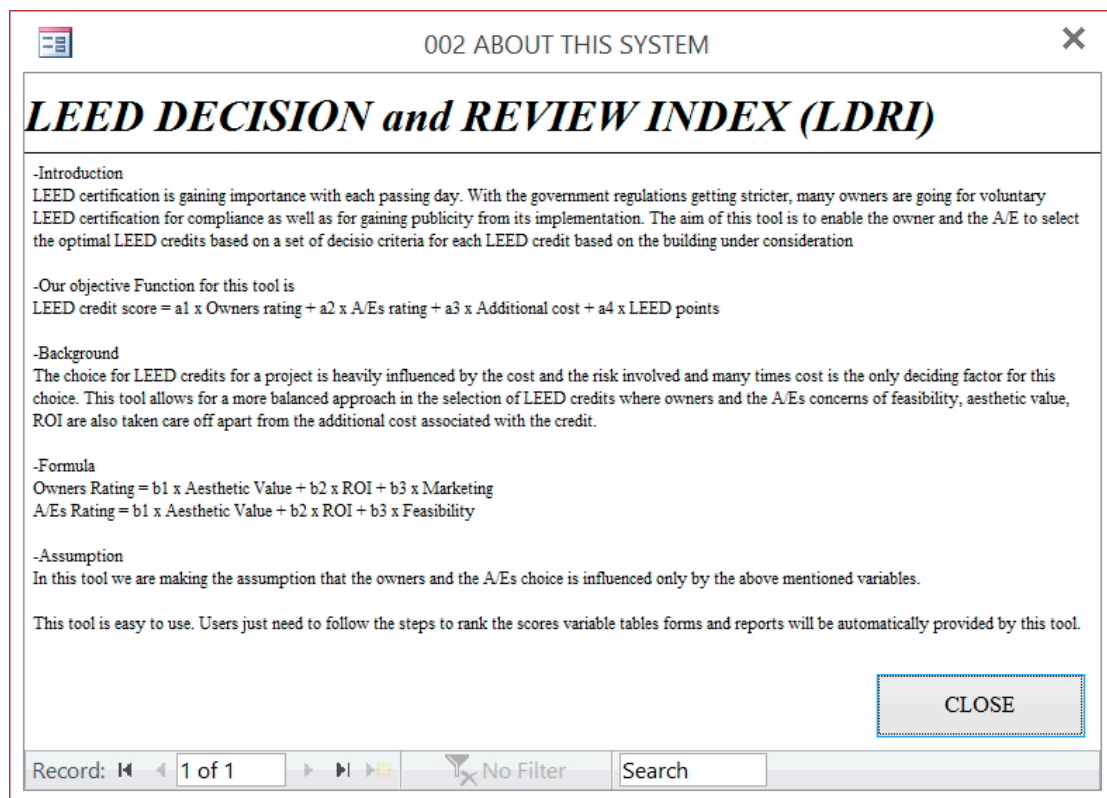 002 ABOUT THIS SYSTEM
LEED DECISION and REVIEW INDEX (LDRI)
-Introduction
LEED certification is gaining importance with each passing day. With the government regulations getting stricter, many owners are going for voluntary
LEED certification for compliance as well as for gaining publicity from its implementation. The aim of this tool is to enable the owner and the A/E to select
the optimal LEED credits based on a set of decisio criteria for each LEED credit based on the building under consideration
-Our objective Function for this tool is
LEED credit score = a1 x Owners rating + a2 x A/Es rating + a3 x Additional cost + a4 x LEED points
-Background
The choice for LEED credits for a project is heavily influenced by the cost and the risk involved and many times cost is the only deciding factor for this
choice. This tool allows for a more balanced approach in the selection of LEED credits where owners and the A/Es concerns of feasibility, aesthetic value,
ROI are also taken care off apart from the additional cost associated with the credit.
-Formula
Owners Rating = b1 x Aesthetic Value + b2 x ROI + b3 x Marketing
A/Es Rating = b1 x Aesthetic Value + b2 x ROI + b3 x Feasibility
-Assumption
In this tool we are making the assumption that the owners and the A/Es choice is influenced only by the above mentioned variables.
This tool is easy to use. Users just need to follow the steps to rank the scores variable tables forms and reports will be automatically provided by this tool.
CLOSE
Record: 1 of 1 No Filter Search